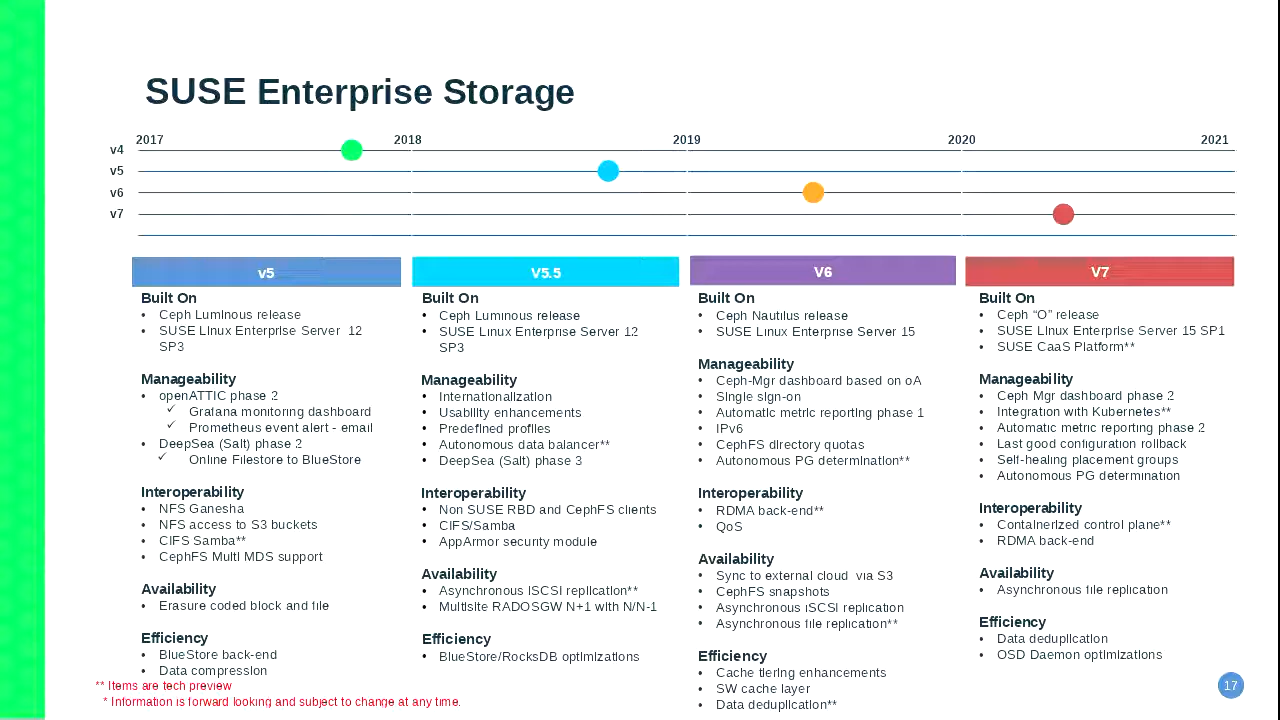 SUSE Enterprise Storage
2017 2018 2019 2020 2021
v4
v5
v6
v7
v5
Built On
• Ceph Luminous release
• SUSE Linux Enterprise Server 12
SP3
Manageability
• openATTIC phase 2
✓ Grafana monitoring dashboard
✓ Prometheus event alert - email
• DeepSea (Salt) phase 2
✓ Online Filestore to BlueStore
Interoperability
• NFS Ganesha
• NFS access to S3 buckets
• CIFS Samba**
• CephFS Multi MDS support
Availability
• Erasure coded block and file
Efficiency
• BlueStore back-end
• Data compression
V5.5
Built On
• Ceph Luminous release
• SUSE Linux Enterprise Server 12
SP3
Manageability
• Internationalization
• Usability enhancements
• Predefined profiles
• Autonomous data balancer**
• DeepSea (Salt) phase 3
Interoperability
• Non SUSE RBD and CephFS clients
• CIFS/Samba
• AppArmor security module
Availability
• Asynchronous iSCSI replication**
• Multisite RADOSGW N+1 with N/N-1
Efficiency
• BlueStore/RocksDB optimizations
V6
Built On
• Ceph Nautilus release
• SUSE Linux Enterprise Server 15
Manageability
• Ceph-Mgr dashboard based on oA
• Single sign-on
• Automatic metric reporting phase 1
• IPv6
• CephFS directory quotas
• Autonomous PG determination**
Interoperability
• RDMA back-end**
• QoS
Availability
• Sync to external cloud via S3
• CephFS snapshots
• Asynchronous iSCSI replication
• Asynchronous file replication**
Efficiency
• Cache tiering enhancements
• SW cache layer
• Data deduplication**
V7
Built On
• Ceph “O” release
• SUSE Linux Enterprise Server 15 SP1
• SUSE CaaS Platform**
Manageability
• Ceph Mgr dashboard phase 2
• Integration with Kubernetes**
• Automatic metric reporting phase 2
• Last good configuration rollback
• Self-healing placement groups
• Autonomous PG determination
Interoperability
• Containerized control plane**
• RDMA back-end
Availability
• Asynchronous file replication
Efficiency
• Data deduplication
• OSD Daemon optimizations
** Items are tech preview
* Information is forward looking and subject to change at any time.
17